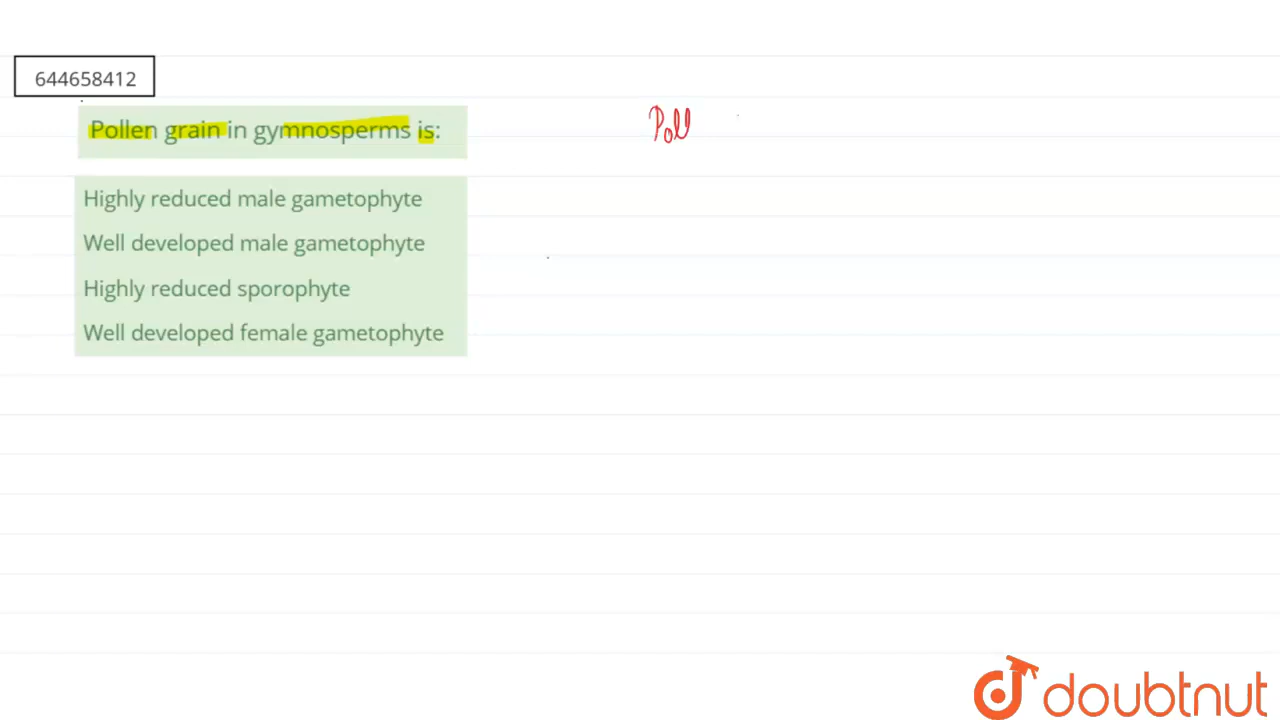 644658412
Pollen grain in gymnosperms is:
Poll
Highly reduced male gametophyte
Well developed male gametophyte
Highly reduced sporophyte
Well developed female gametophyte
doubtnut